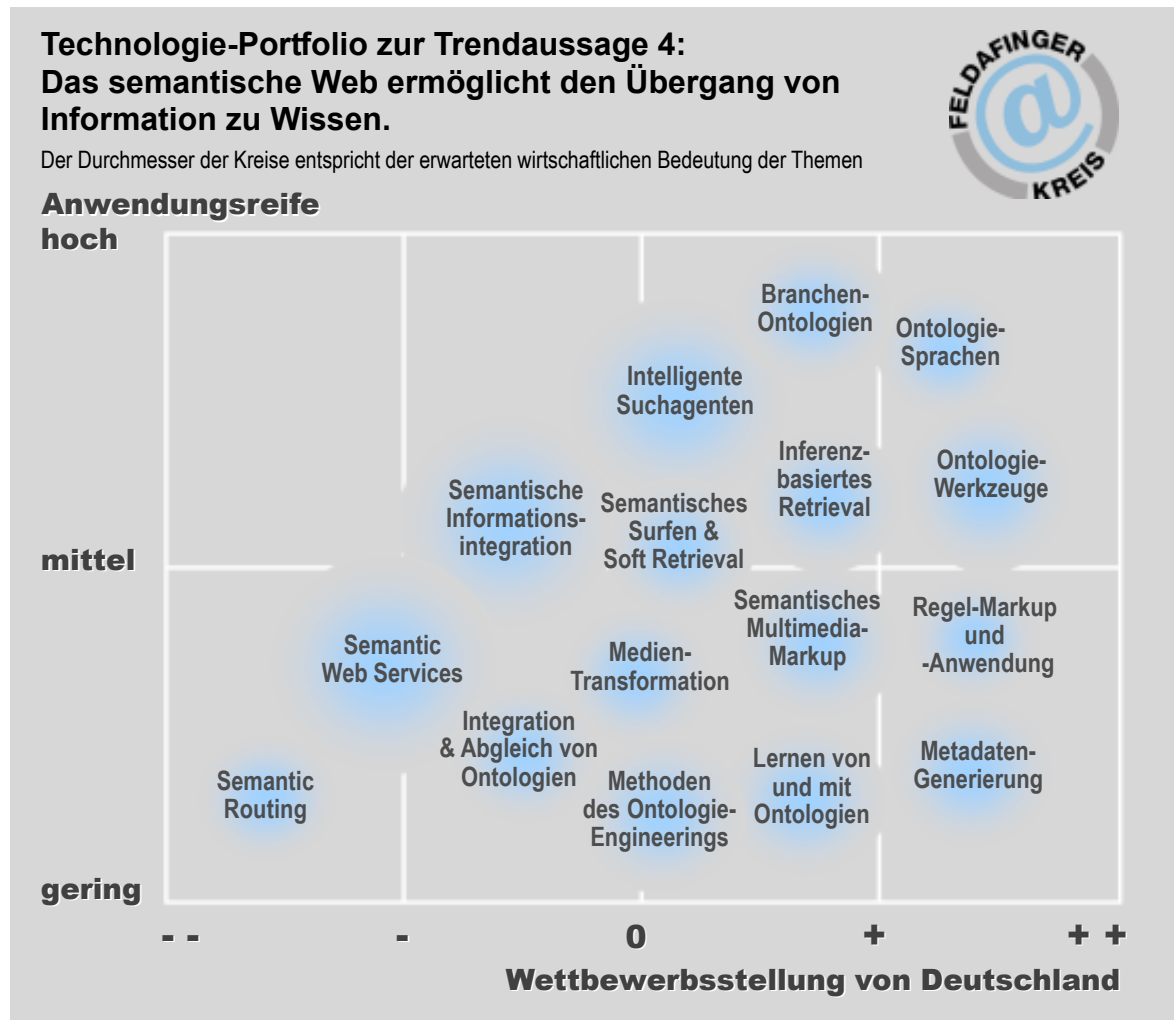 Technologie-Portfolio zur Trendaussage 4:
Das semantische Web ermöglicht den Übergang von
Information zu Wissen.
Der Durchmesser der Kreise entspricht der erwarteten wirtschaftlichen Bedeutung der Themen
FELDAFINGER
@
KREIS
Anwendungsreife
hoch
Branchen-
Ontologien
Ontologie-
Sprachen
Intelligente
Suchagenten
Inferenz-
basiertes
Retrieval
Ontologie-
Werkzeuge
Semantische
Informations-
integration
Semantisches
Surfen &
Soft Retrieval
mittel
Semantisches
Multimedia-
Markup
Regel-Markup
und
-Anwendung
Semantic
Web Services
Medien-
Transformation
Integration
& Abgleich von
Ontologien
Metadaten-
Generierung
Lernen von
und mit
Ontologien
Semantic
Routing
Methoden
des Ontologie-
Engineerings
gering
- -
-
0
+
+ +
Wettbewerbsstellung von Deutschland